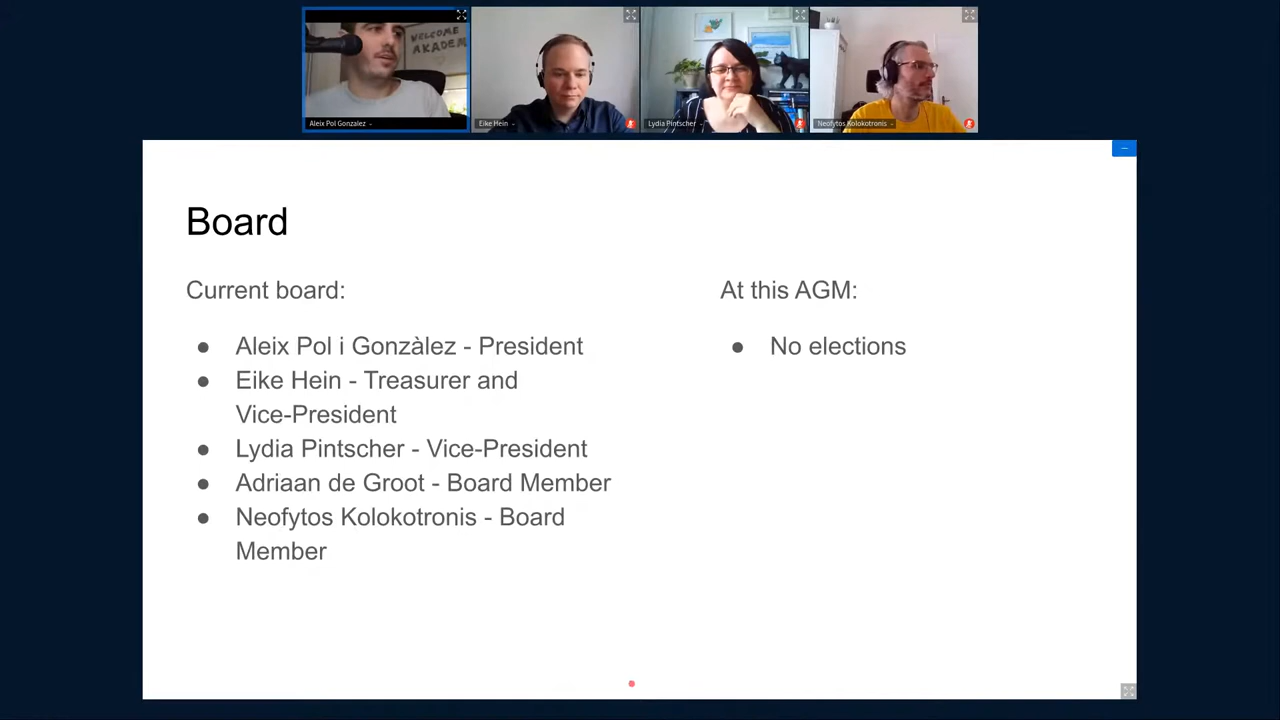 WELCOME
AKADEM
Aleix Pol Gonzalez
Eike Hein
Lydia Pintscher
Neofytos Kolokotronis
Board
Current board:
At this AGM:
● Aleix Pol i Gonzàlez - President
● No elections
● Eike Hein - Treasurer and
Vice-President
● Lydia Pintscher - Vice-President
● Adriaan de Groot - Board Member
● Neofytos Kolokotronis - Board
Member